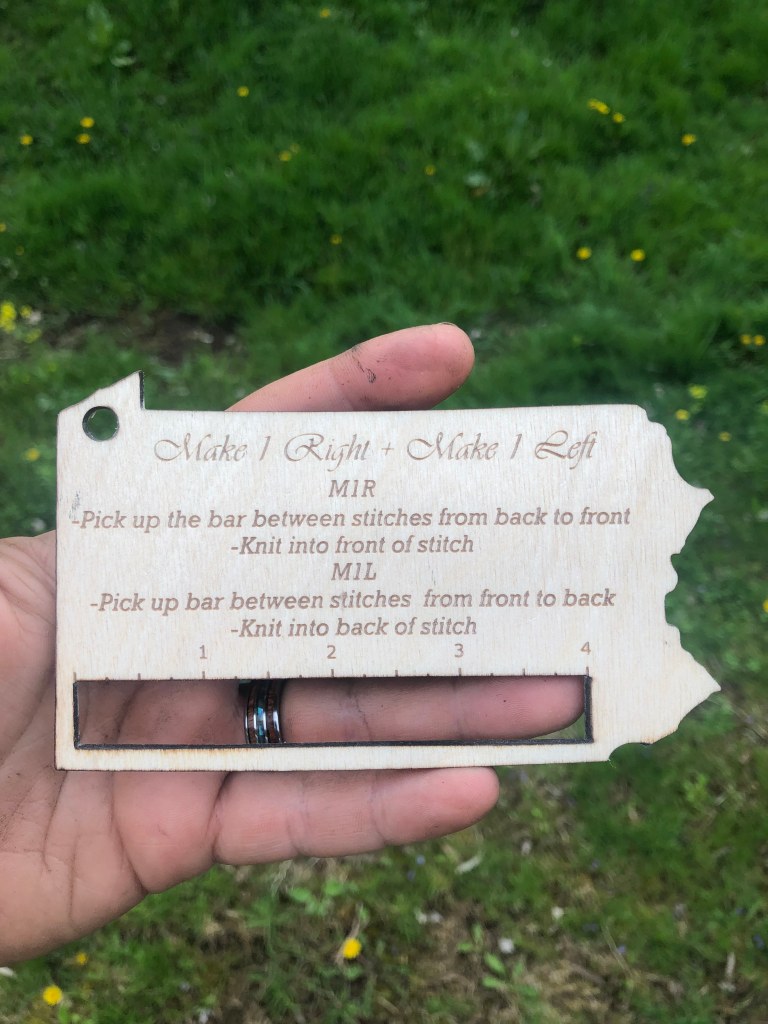 Make 1 Right + Make 1 Left
M1R
-Pick up the bar between stitches from back to front
-Knit into front of stitch
M1L
-Pick up bar between stitches from front to back
-Knit into back of stitch
1 2 3 4